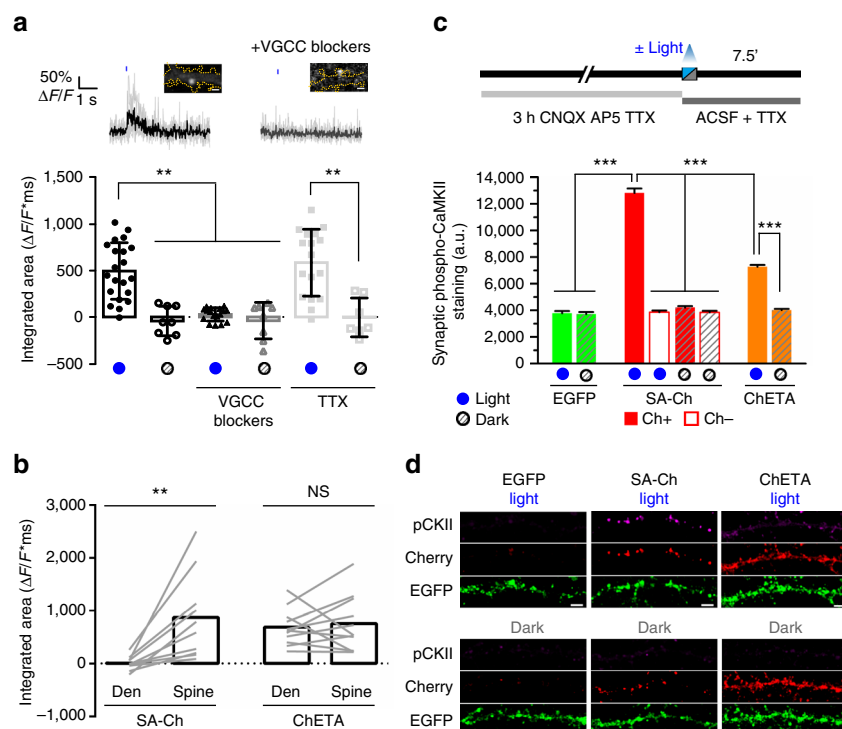 a
+VGCC blockers
50%
ΔF/F
1 s
**
**
1,000
1,500
500
0
–500
Integrated area (ΔF/F*ms)
VGCC
blockers
TTX
b
**
NS
3,000
2,000
1,000
0
–1,000
Integrated area (ΔF/F*ms)
Den
Spine
Den
Spine
SA-Ch
ChETA
c
± Light
7.5'
3 h CNQX AP5 TTX
ACSF + TTX
***
***
***
14,000
12,000
10,000
8,000
6,000
4,000
2,000
0
Synaptic phospho-CaMKII
staining (a.u.)
Light
Dark
EGFP
SA-Ch
ChETA
Ch+
Ch–
d
EGFP
light
SA-Ch
light
ChETA
light
pCKII
Cherry
EGFP
Dark
Dark
Dark
pCKII
Cherry
EGFP